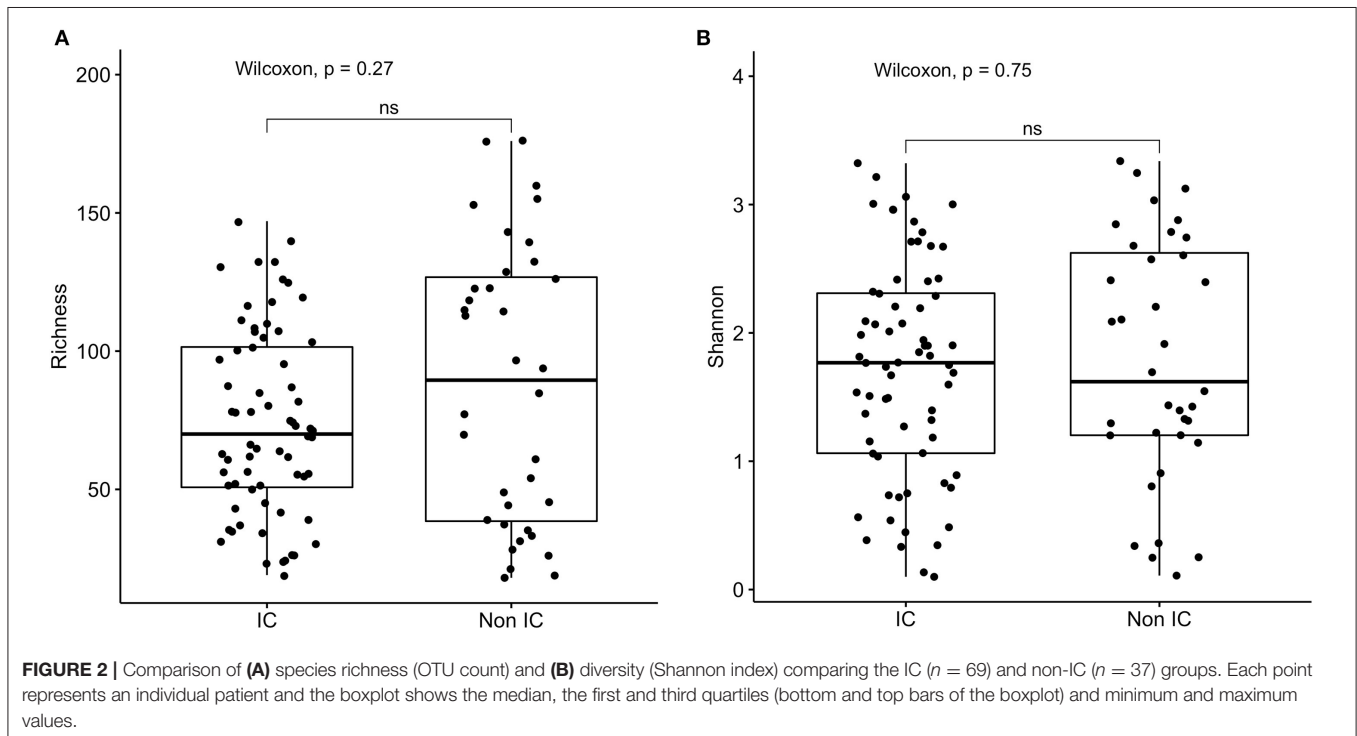 A
Wilcoxon, p = 0.27
ns
200
150
100
50
Richness
IC
Non IC
B
Wilcoxon, p = 0.75
ns
4
3
2
1
0
Shannon
IC
Non IC
FIGURE 2 | Comparison of (A) species richness (OTU count) and (B) diversity (Shannon index) comparing the IC (n = 69) and non-IC (n = 37) groups. Each point
represents an individual patient and the boxplot shows the median, the first and third quartiles (bottom and top bars of the boxplot) and minimum and maximum
values.